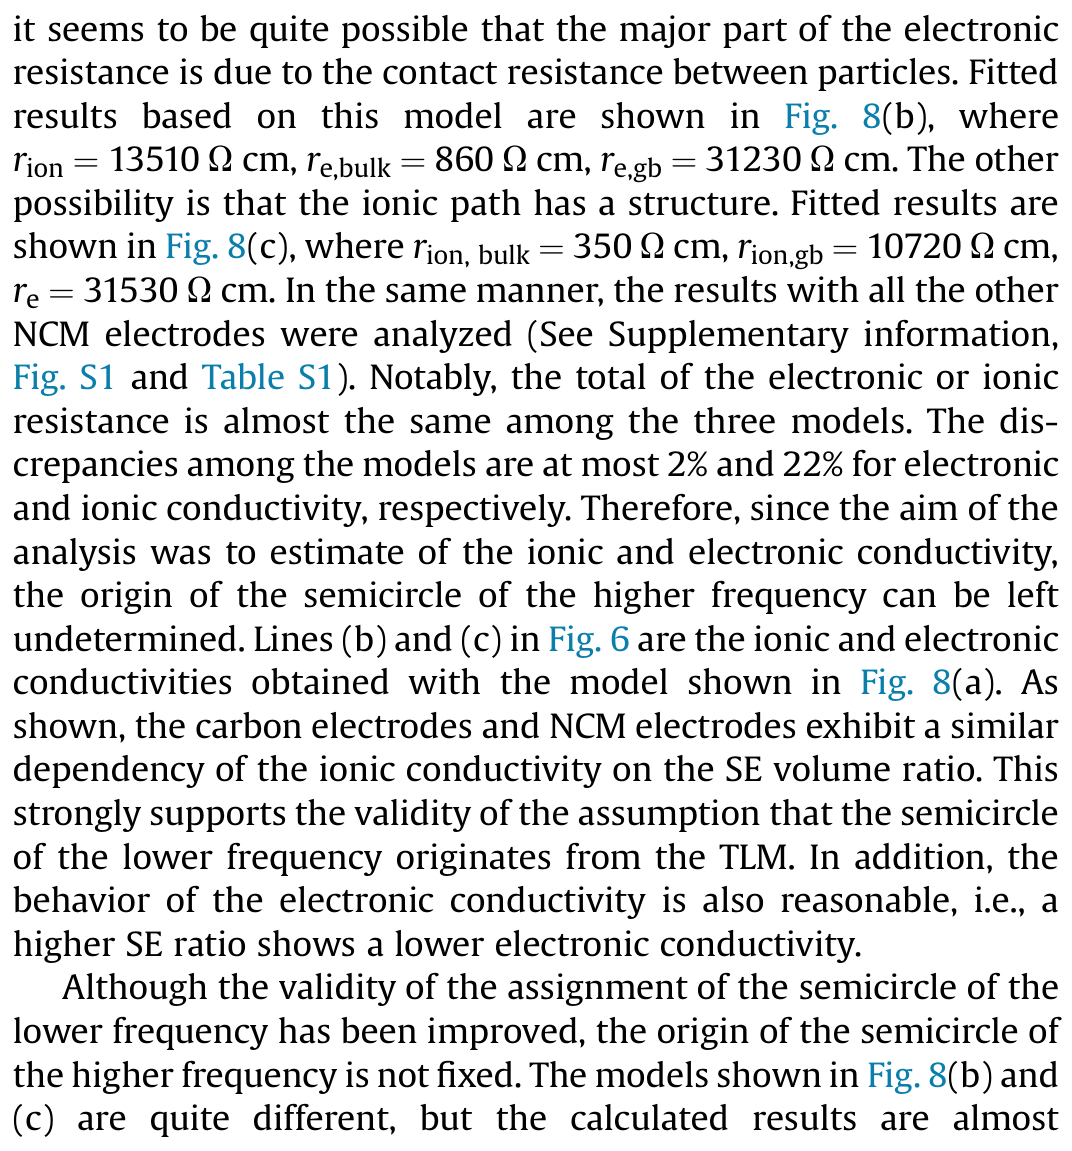 it seems to be quite possible that the major part of the electronic
resistance is due to the contact resistance between particles. Fitted
results based on this model are shown in Fig. 8(b), where
r_ion = 13510 Ω cm, r_e,bulk = 860 Ω cm, r_e,gb = 31230 Ω cm. The other
possibility is that the ionic path has a structure. Fitted results are
shown in Fig. 8(c), where r_ion, bulk = 350 Ω cm, r_ion,gb = 10720 Ω cm,
r_e = 31530 Ω cm. In the same manner, the results with all the other
NCM electrodes were analyzed (See Supplementary information,
Fig. S1 and Table S1). Notably, the total of the electronic or ionic
resistance is almost the same among the three models. The dis-
crepancies among the models are at most 2% and 22% for electronic
and ionic conductivity, respectively. Therefore, since the aim of the
analysis was to estimate of the ionic and electronic conductivity,
the origin of the semicircle of the higher frequency can be left
undetermined. Lines (b) and (c) in Fig. 6 are the ionic and electronic
conductivities obtained with the model shown in Fig. 8(a). As
shown, the carbon electrodes and NCM electrodes exhibit a similar
dependency of the ionic conductivity on the SE volume ratio. This
strongly supports the validity of the assumption that the semicircle
of the lower frequency originates from the TLM. In addition, the
behavior of the electronic conductivity is also reasonable, i.e., a
higher SE ratio shows a lower electronic conductivity.
Although the validity of the assignment of the semicircle of the
lower frequency has been improved, the origin of the semicircle of
the higher frequency is not fixed. The models shown in Fig. 8(b) and
(c) are quite different, but the calculated results are almost